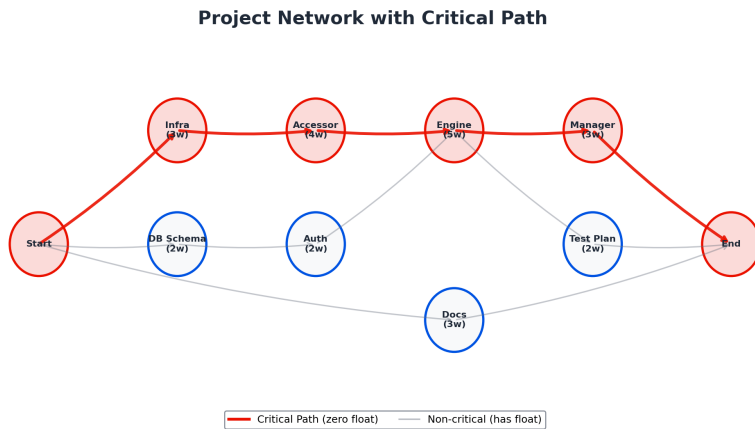 Project Network with Critical Path
Infra
(3w)
Accessor
(4w)
Engine
(5w)
Manager
(3w)
Start
DB Schema
(2w)
Auth
(2w)
Test Plan
(2w)
End
Docs
(3w)
Critical Path (zero float)
Non-critical (has float)